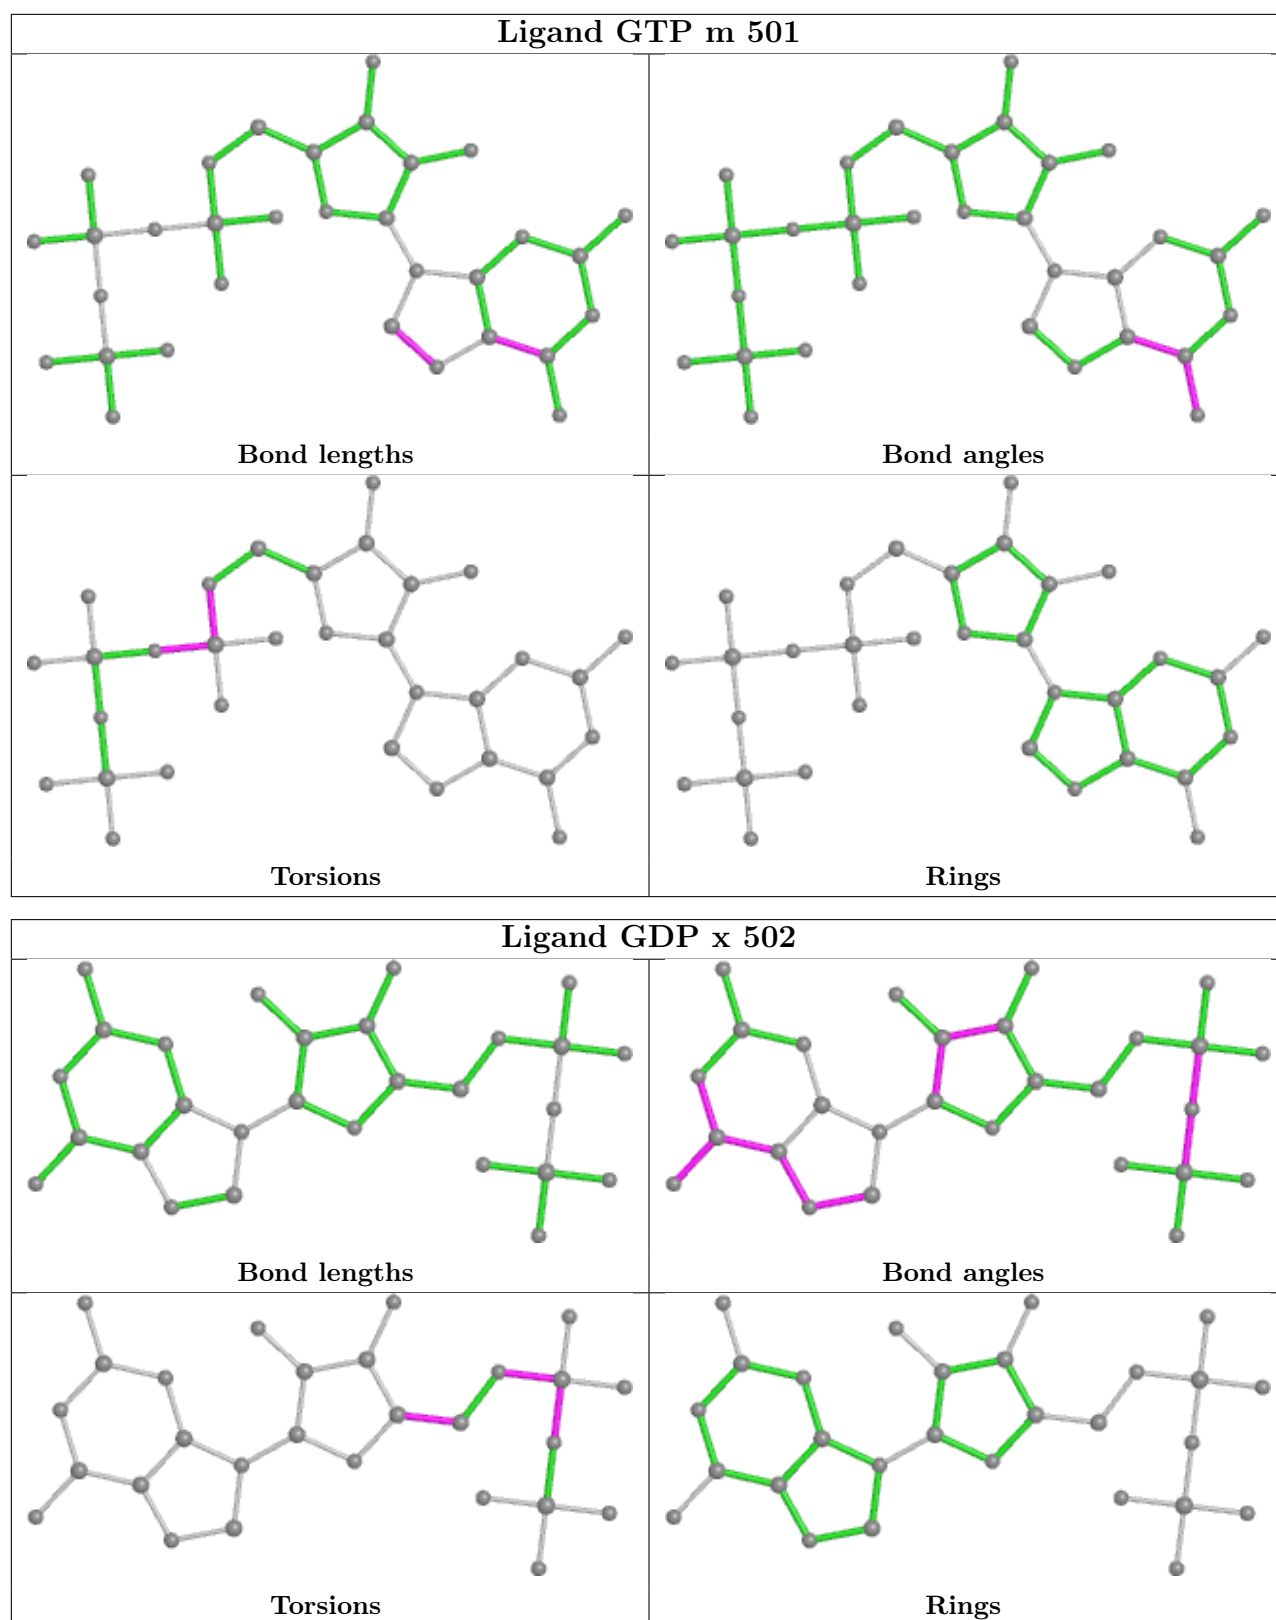 Ligand GTP m 501
Bond lengths
Bond angles
Torsions
Rings
Ligand GDP x 502
Bond lengths
Bond angles
Torsions
Rings